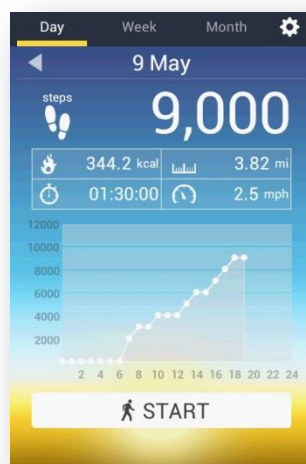 Day Week Month
9 May
steps
9,000
344.2 kcal 3.82 mi
01:30:00 2.5 mph
12000
10000
8000
6000
4000
2000
2 4 6 8 10 12 14 16 18 20 22 24
START